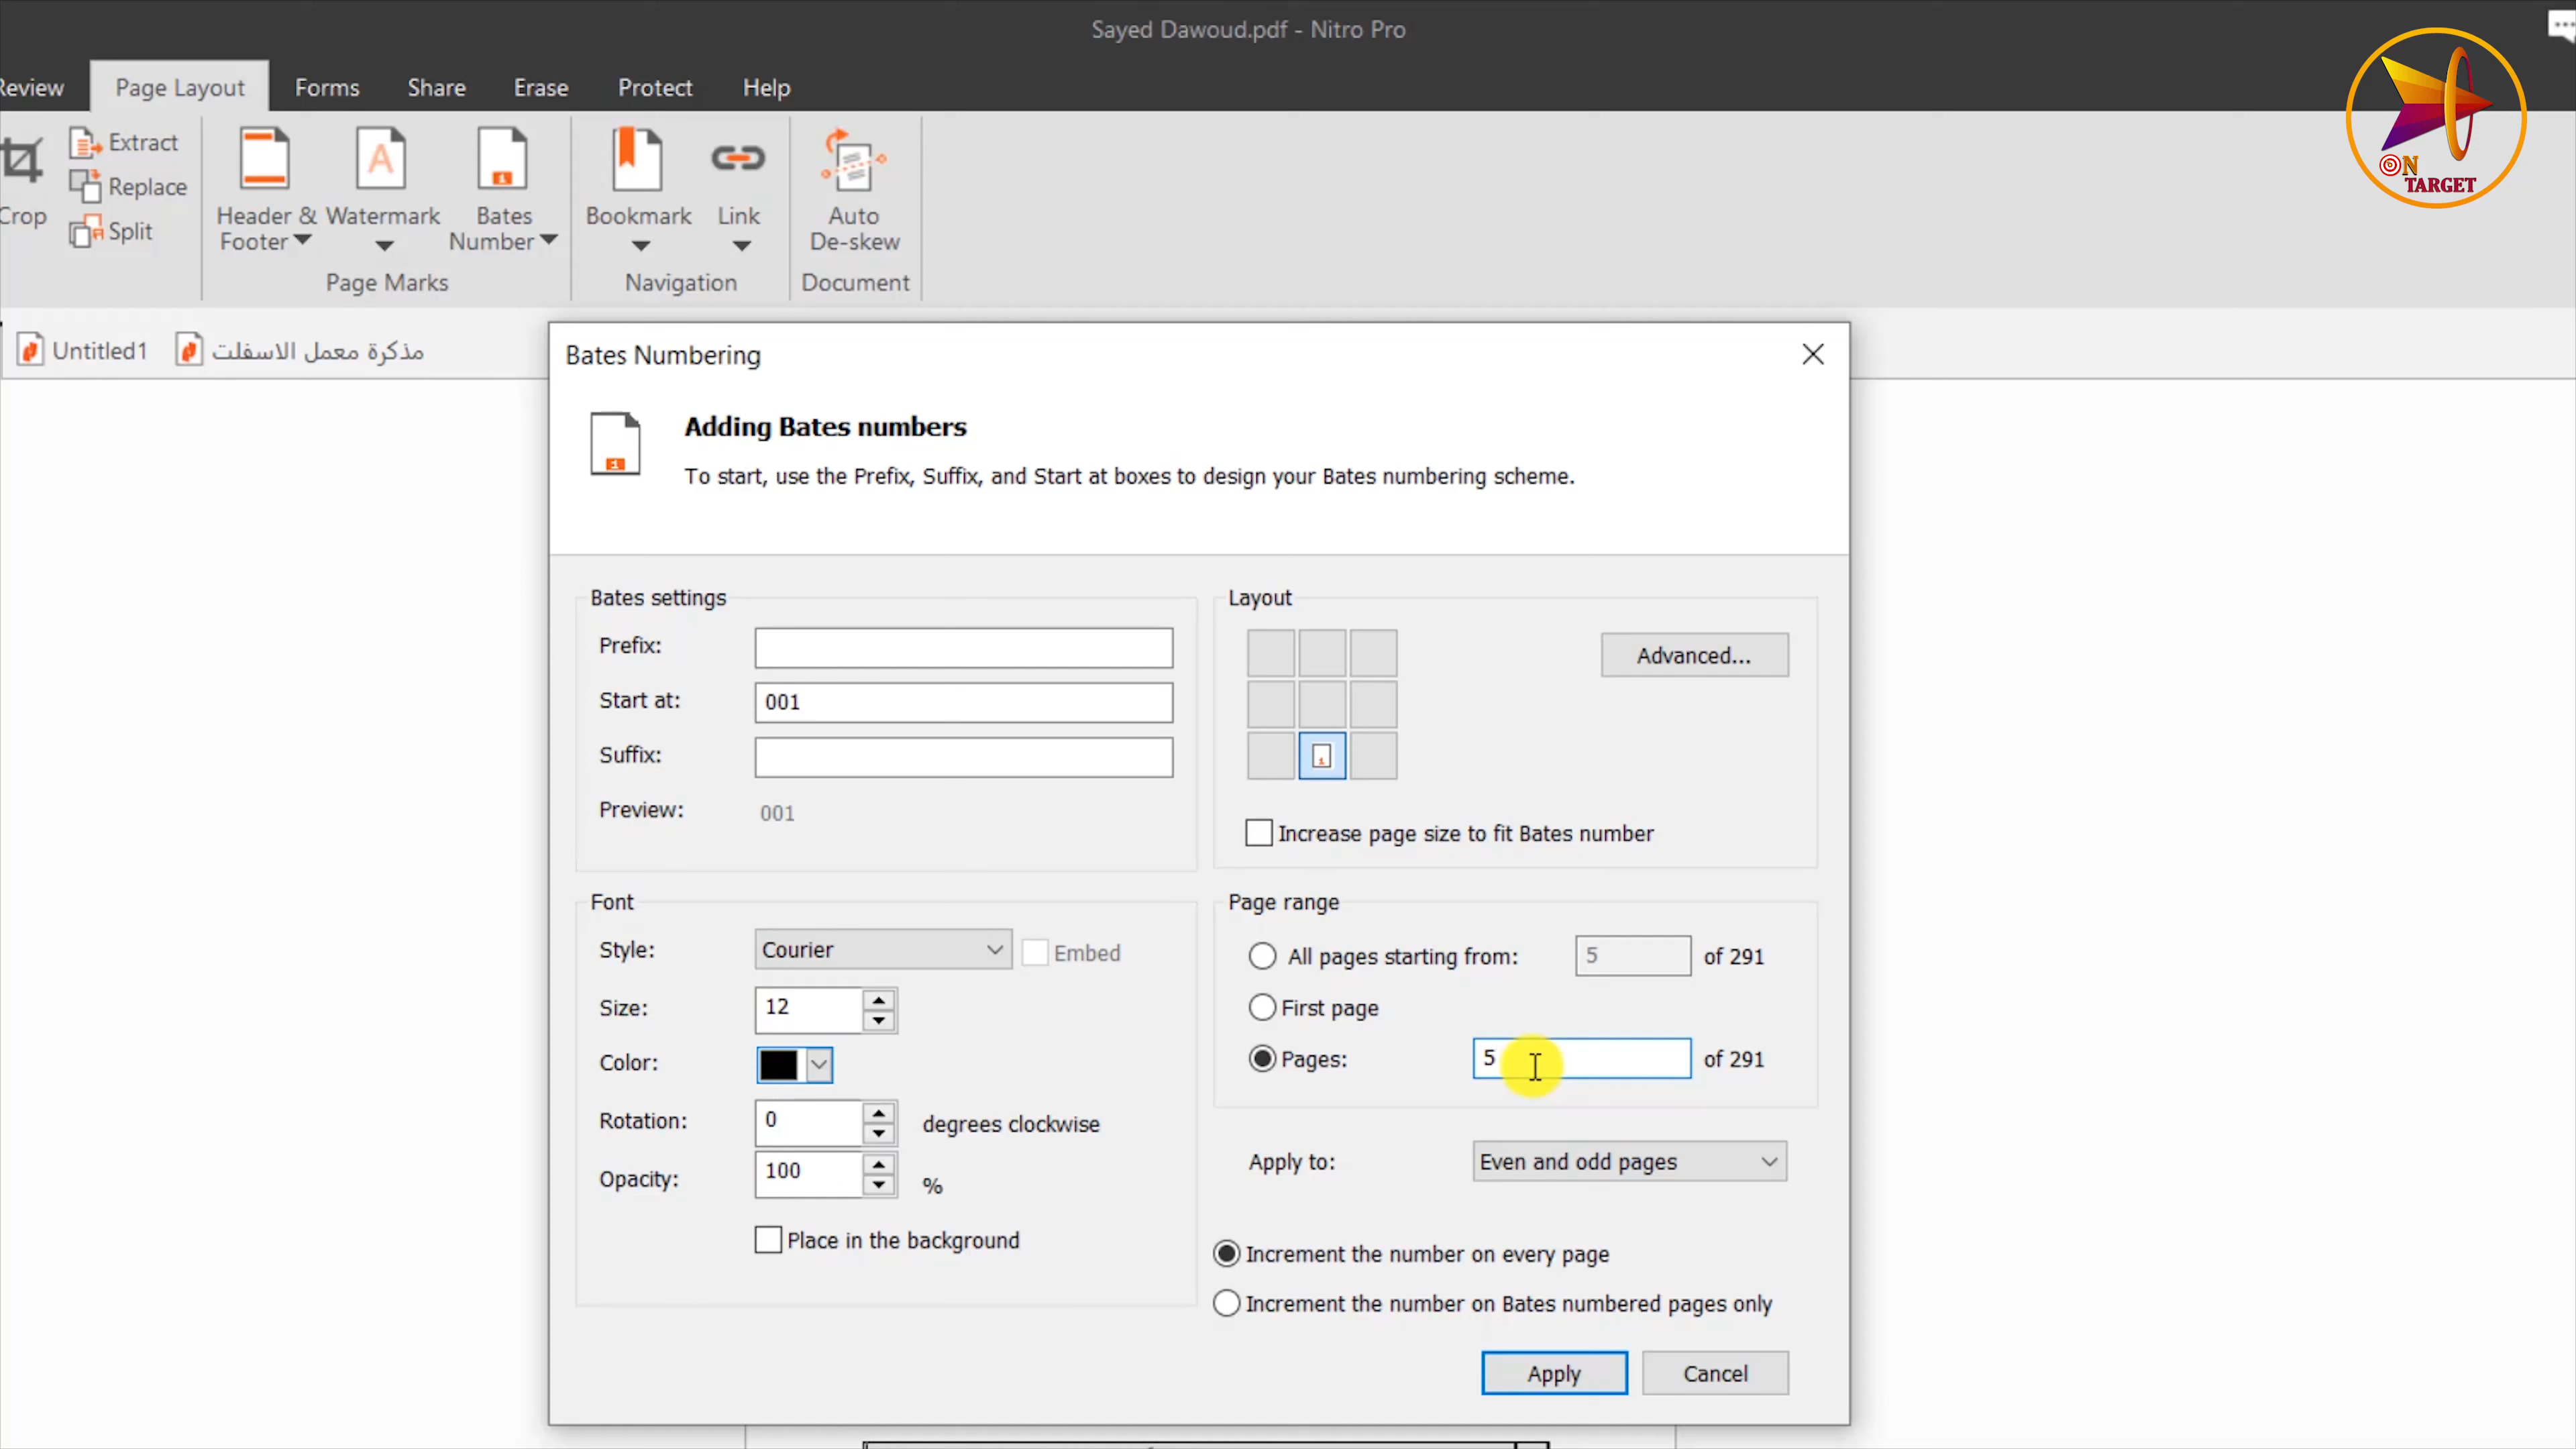 Sayed Dawoud.pdf - Nitro Pro
Review Page Layout Forms Share Erase Protect Help
Crop
Extract
Replace
Split
Header & Footer
Watermark
Bates Number
Page Marks
Bookmark
Link
Navigation
Auto De-skew
Document
ON TARGET
Untitled1
مذكرة معمل الاسفلت
Bates Numbering
Adding Bates numbers
To start, use the Prefix, Suffix, and Start at boxes to design your Bates numbering scheme.
Bates settings
Prefix:
Start at: 001
Suffix:
Preview: 001
Layout
Advanced...
Increase page size to fit Bates number
Font
Style: Courier Embed
Size: 12
Color:
Rotation: 0 degrees clockwise
Opacity: 100 %
Place in the background
Page range
All pages starting from: 5 of 291
First page
Pages: 5 of 291
Apply to: Even and odd pages
Increment the number on every page
Increment the number on Bates numbered pages only
Apply Cancel